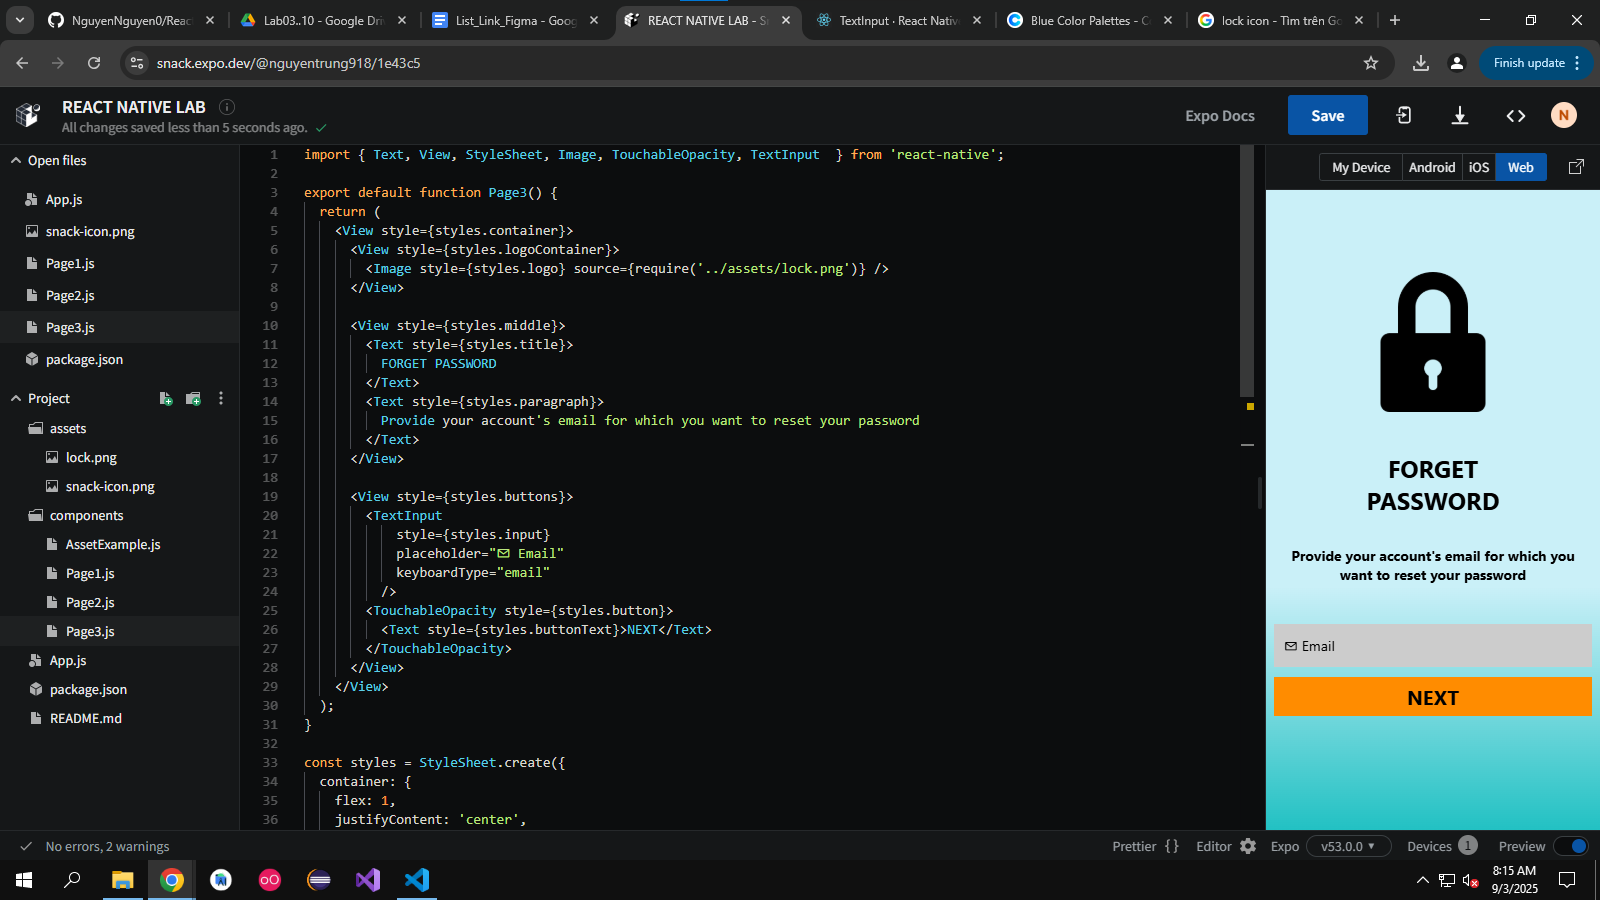 NguyenNguyen0/Reac
Lab03..10 - Google Dri
List_Link_Figma - Goog
REACT NATIVE LAB - S
TextInput · React Native
Blue Color Palettes - C
lock icon - Tìm trên Go
snack.expo.dev/@nguyentrung918/1e43c5
Finish update
REACT NATIVE LAB
All changes saved less than 5 seconds ago.
Expo Docs
Save
N
Open files
App.js
snack-icon.png
Page1.js
Page2.js
Page3.js
package.json
Project
assets
lock.png
snack-icon.png
components
AssetExample.js
Page1.js
Page2.js
Page3.js
App.js
package.json
README.md
1 import { Text, View, StyleSheet, Image, TouchableOpacity, TextInput  } from 'react-native';
2
3 export default function Page3() {
4 return (
5 <View style={styles.container}>
6 <View style={styles.logoContainer}>
7 <Image style={styles.logo} source={require('../assets/lock.png')} />
8 </View>
9
10 <View style={styles.middle}>
11 <Text style={styles.title}>
12 FORGET PASSWORD
13 </Text>
14 <Text style={styles.paragraph}>
15 Provide your account's email for which you want to reset your password
16 </Text>
17 </View>
18
19 <View style={styles.buttons}>
20 <TextInput
21 style={styles.input}
22 placeholder="🖂 Email"
23 keyboardType="email"
24 />
25 <TouchableOpacity style={styles.button}>
26 <Text style={styles.buttonText}>NEXT</Text>
27 </TouchableOpacity>
28 </View>
29 </View>
30 );
31 }
32
33 const styles = StyleSheet.create({
34 container: {
35 flex: 1,
36 justifyContent: 'center',
My Device
Android
iOS
Web
FORGET
PASSWORD
Provide your account's email for which you
want to reset your password
🖂 Email
NEXT
No errors, 2 warnings
Prettier {}
Editor
Expo
v53.0.0
Devices 1
Preview
8:15 AM
9/3/2025